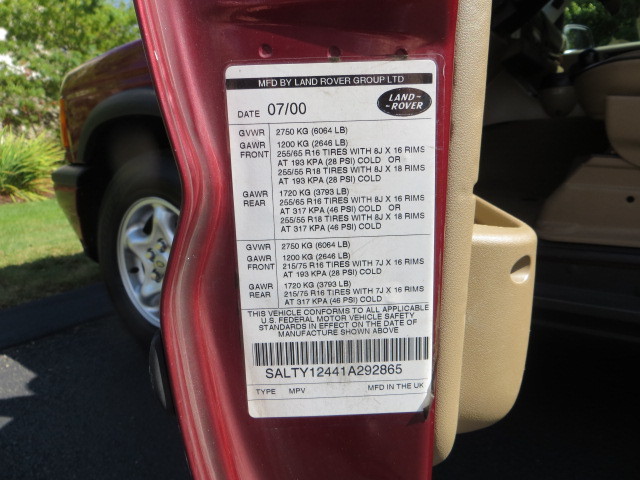 MFD BY LAND ROVER GROUP LTD
DATE 07/00
LAND-
-ROVER
GVWR 2750 KG (6064 LB)
GAWR 1200 KG (2646 LB)
FRONT 255/65 R16 TIRES WITH 8J X 16 RIMS
AT 193 KPA (28 PSI) COLD OR
255/55 R18 TIRES WITH 8J X 18 RIMS
AT 193 KPA (28 PSI) COLD
GAWR 1720 KG (3793 LB)
REAR 255/65 R16 TIRES WITH 8J X 16 RIMS
AT 317 KPA (46 PSI) COLD OR
255/55 R18 TIRES WITH 8J X 18 RIMS
AT 317 KPA (46 PSI) COLD
GVWR 2750 KG (6064 LB)
GAWR 1200 KG (2646 LB)
FRONT 215/75 R16 TIRES WITH 7J X 16 RIMS
AT 193 KPA (28 PSI) COLD
GAWR 1720 KG (3793 LB)
REAR 215/75 R16 TIRES WITH 7J X 16 RIMS
AT 317 KPA (46 PSI) COLD
THIS VEHICLE CONFORMS TO ALL APPLICABLE
U.S. FEDERAL MOTOR VEHICLE SAFETY
STANDARDS IN EFFECT ON THE DATE OF
MANUFACTURE SHOWN ABOVE
SALTY12441A292865
TYPE MPV MFD IN THE UK